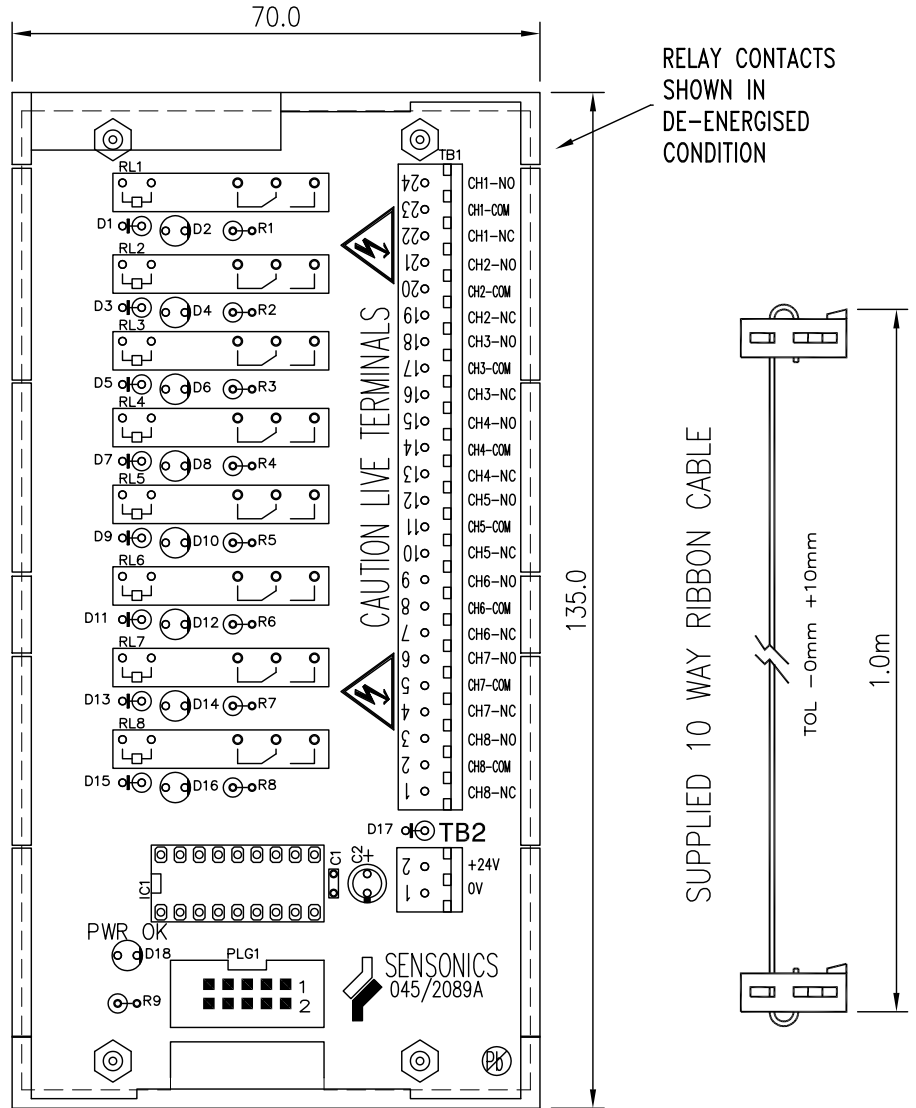 70.0
RELAY CONTACTS
SHOWN IN
DE-ENERGISED
CONDITION
TB1
RL1
D1 D2 R1
RL2
D3 D4 R2
RL3
D5 D6 R3
RL4
D7 D8 R4
RL5
D9 D10 R5
RL6
D11 D12 R6
RL7
D13 D14 R7
RL8
D15 D16 R8
CAUTION LIVE TERMINALS
24 CH1-NO
23 CH1-COM
22 CH1-NC
21 CH2-NO
20 CH2-COM
19 CH2-NC
18 CH3-NO
17 CH3-COM
16 CH3-NC
15 CH4-NO
14 CH4-COM
13 CH4-NC
12 CH5-NO
11 CH5-COM
10 CH5-NC
9 CH6-NO
8 CH6-COM
7 CH6-NC
6 CH7-NO
5 CH7-COM
4 CH7-NC
3 CH8-NO
2 CH8-COM
1 CH8-NC
D17 TB2
2 +24V
1 0V
IC1
C1
C2
+
PWR OK
D18
R9
PLG1
1
2
SENSONICS
045/2089A
Pb
135.0
SUPPLIED 10 WAY RIBBON CABLE
TOL -0mm +10mm
1.0m